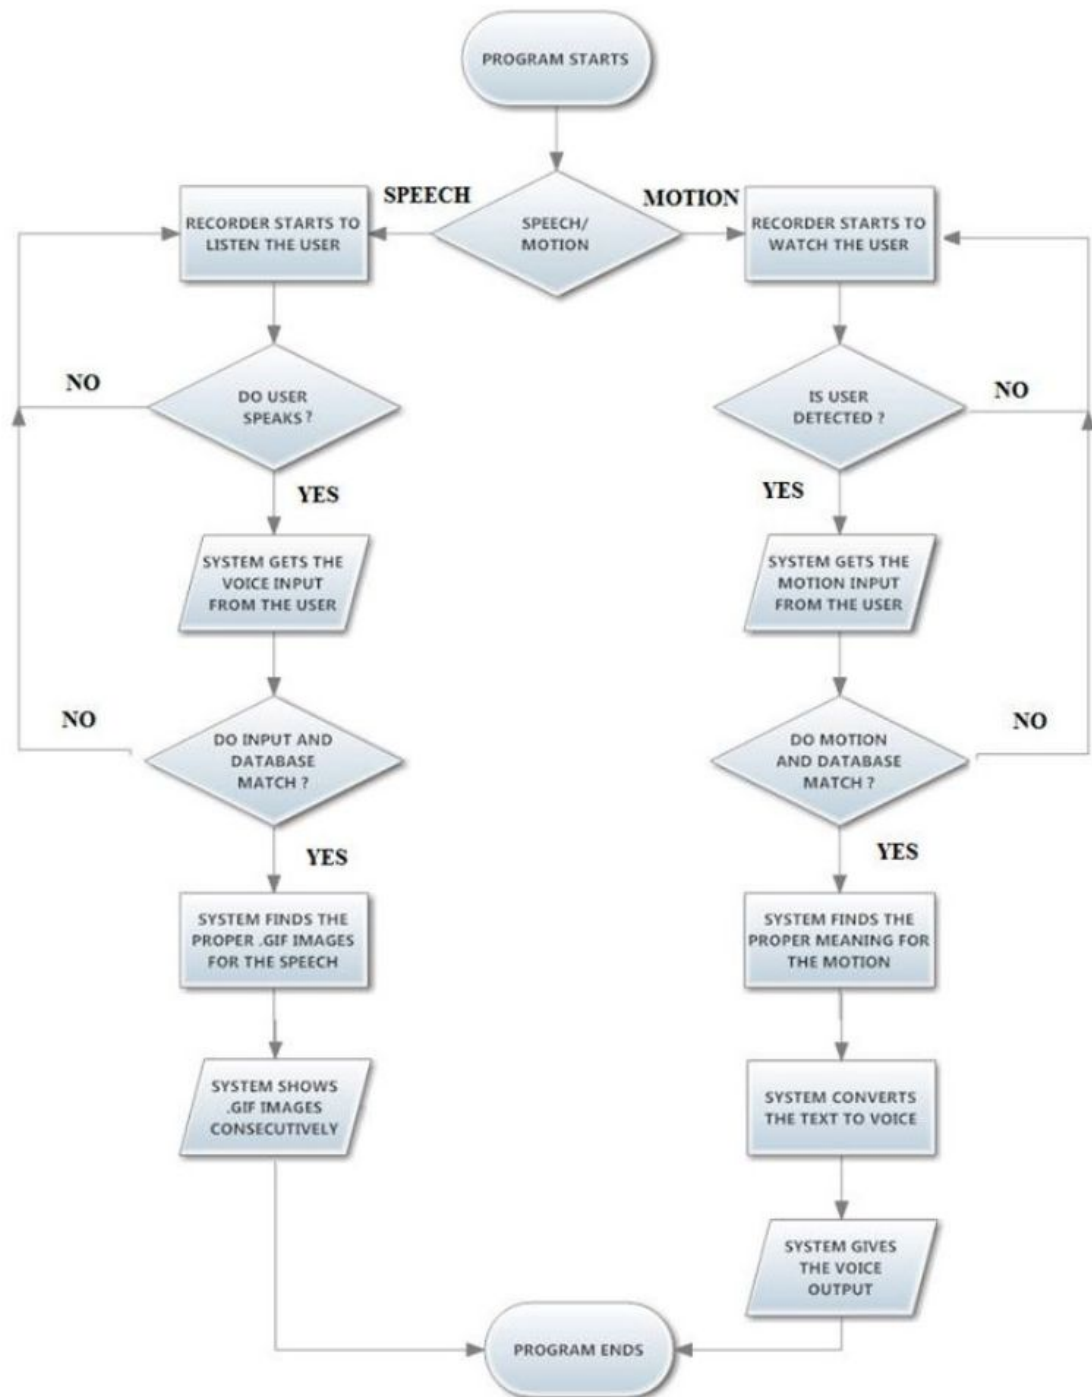 PROGRAM STARTS
SPEECH
MOTION
RECORDER STARTS TO
LISTEN THE USER
SPEECH/
MOTION
RECORDER STARTS TO
WATCH THE USER
NO
DO USER
SPEAKS ?
IS USER
DETECTED ?
NO
YES
YES
SYSTEM GETS THE
VOICE INPUT
FROM THE USER
SYSTEM GETS THE
MOTION INPUT
FROM THE USER
NO
DO INPUT AND
DATABASE
MATCH ?
DO MOTION
AND DATABASE
MATCH ?
NO
YES
YES
SYSTEM FINDS THE
PROPER .GIF IMAGES
FOR THE SPEECH
SYSTEM FINDS THE
PROPER MEANING FOR
THE MOTION
SYSTEM SHOWS
.GIF IMAGES
CONSECUTIVELY
SYSTEM CONVERTS
THE TEXT TO VOICE
SYSTEM GIVES
THE VOICE
OUTPUT
PROGRAM ENDS